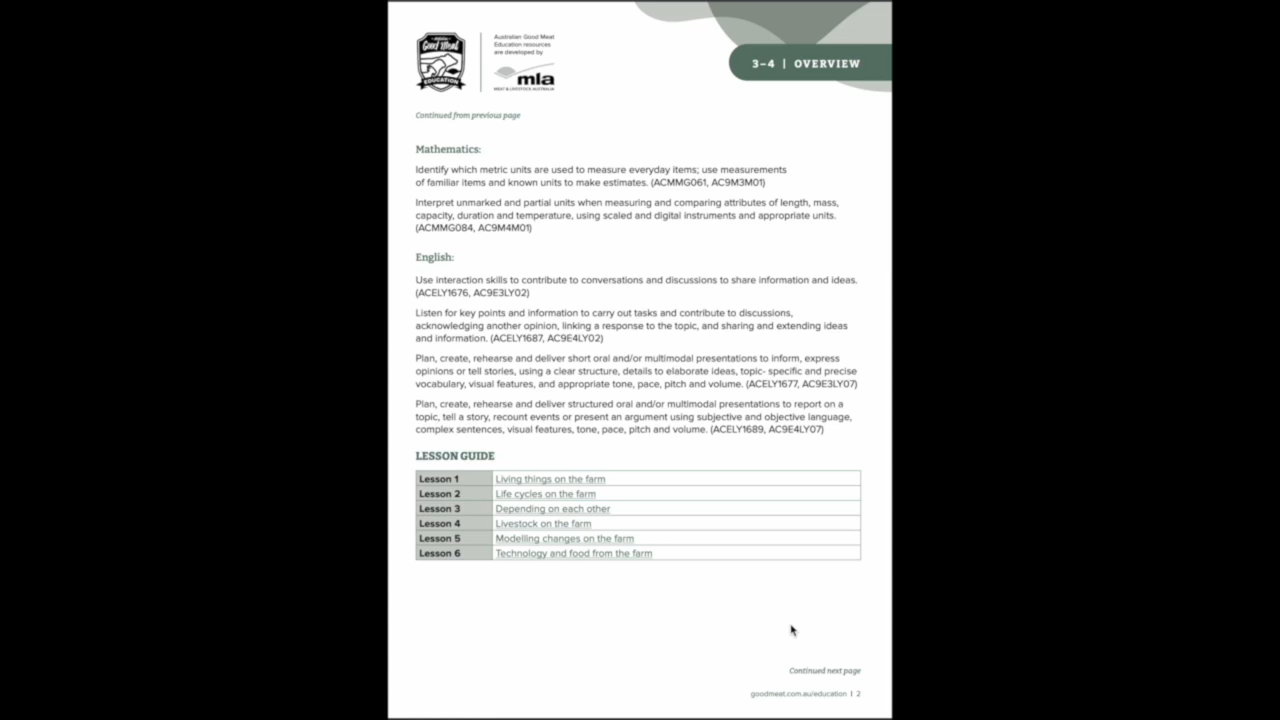 Australian
Good Meat
EDUCATION
Australian Good Meat
Education resources
are developed by
mla
MEAT & LIVESTOCK AUSTRALIA
3–4 | OVERVIEW
Continued from previous page
Mathematics:
Identify which metric units are used to measure everyday items; use measurements
of familiar items and known units to make estimates. (ACMMG061, AC9M3M01)
Interpret unmarked and partial units when measuring and comparing attributes of length, mass,
capacity, duration and temperature, using scaled and digital instruments and appropriate units.
(ACMMG084, AC9M4M01)
English:
Use interaction skills to contribute to conversations and discussions to share information and ideas.
(ACELY1676, AC9E3LY02)
Listen for key points and information to carry out tasks and contribute to discussions,
acknowledging another opinion, linking a response to the topic, and sharing and extending ideas
and information. (ACELY1687, AC9E4LY02)
Plan, create, rehearse and deliver short oral and/or multimodal presentations to inform, express
opinions or tell stories, using a clear structure, details to elaborate ideas, topic- specific and precise
vocabulary, visual features, and appropriate tone, pace, pitch and volume. (ACELY1677, AC9E3LY07)
Plan, create, rehearse and deliver structured oral and/or multimodal presentations to report on a
topic, tell a story, recount events or present an argument using subjective and objective language,
complex sentences, visual features, tone, pace, pitch and volume. (ACELY1689, AC9E4LY07)
LESSON GUIDE
Lesson 1 Living things on the farm
Lesson 2 Life cycles on the farm
Lesson 3 Depending on each other
Lesson 4 Livestock on the farm
Lesson 5 Modelling changes on the farm
Lesson 6 Technology and food from the farm
Continued next page
goodmeat.com.au/education | 2